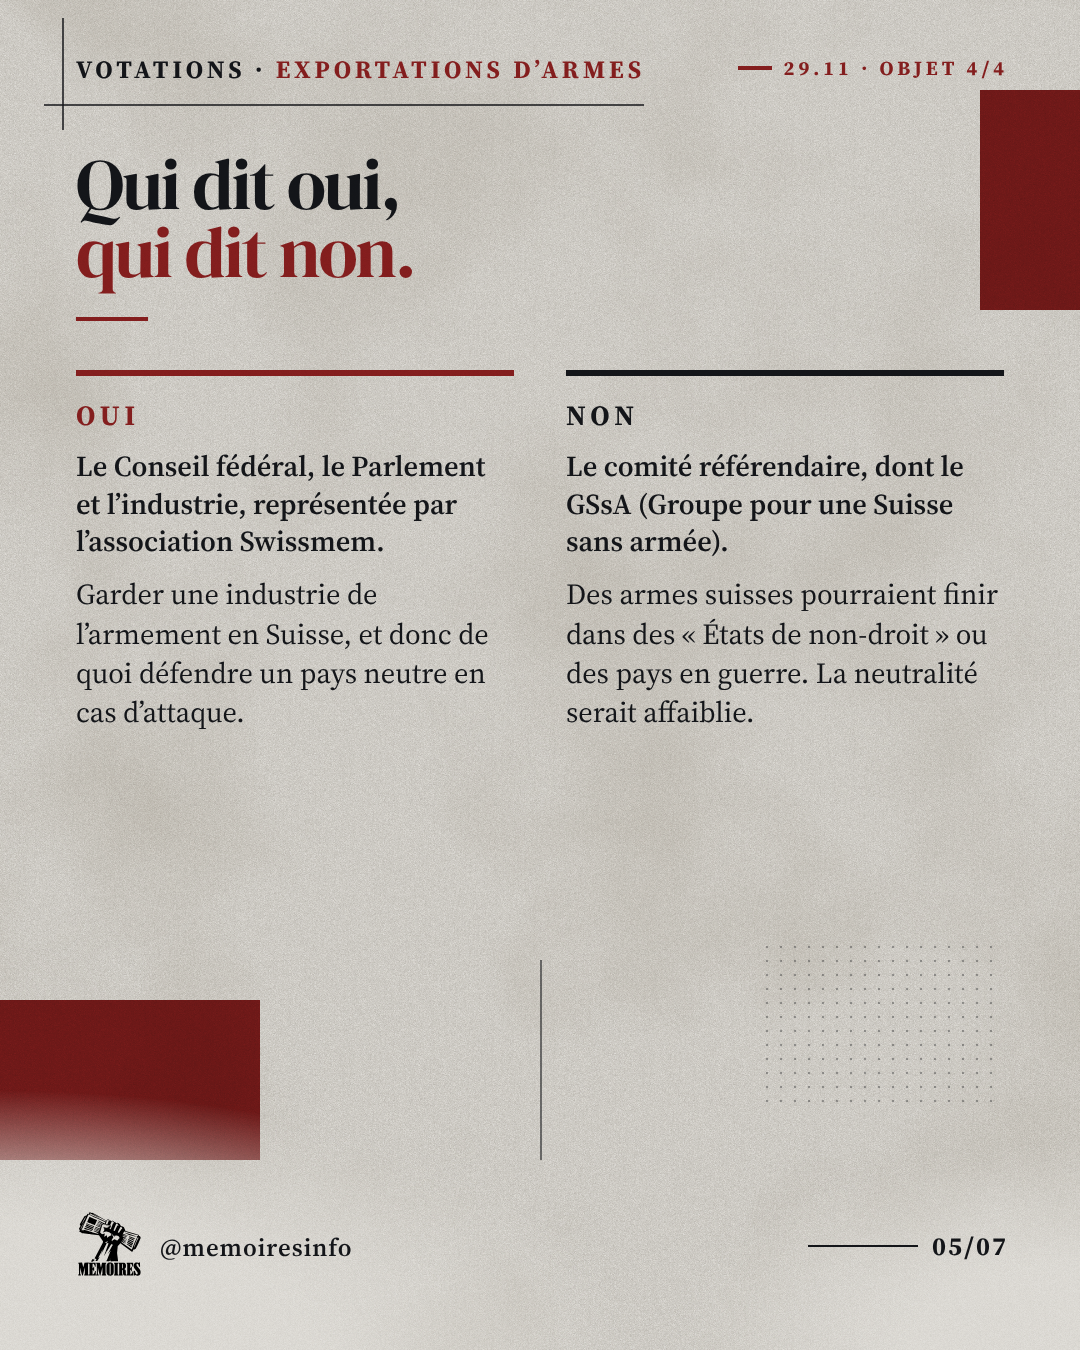 VOTATIONS · EXPORTATIONS D’ARMES
29.11 · OBJET 4/4
Qui dit oui,
qui dit non.
OUI
Le Conseil fédéral, le Parlement
et l’industrie, représentée par
l’association Swissmem.
Garder une industrie de
l’armement en Suisse, et donc de
quoi défendre un pays neutre en
cas d’attaque.
NON
Le comité référendaire, dont le
GSsA (Groupe pour une Suisse
sans armée).
Des armes suisses pourraient finir
dans des « États de non-droit » ou
des pays en guerre. La neutralité
serait affaiblie.
MÉMOIRES
@memoiresinfo
05/07